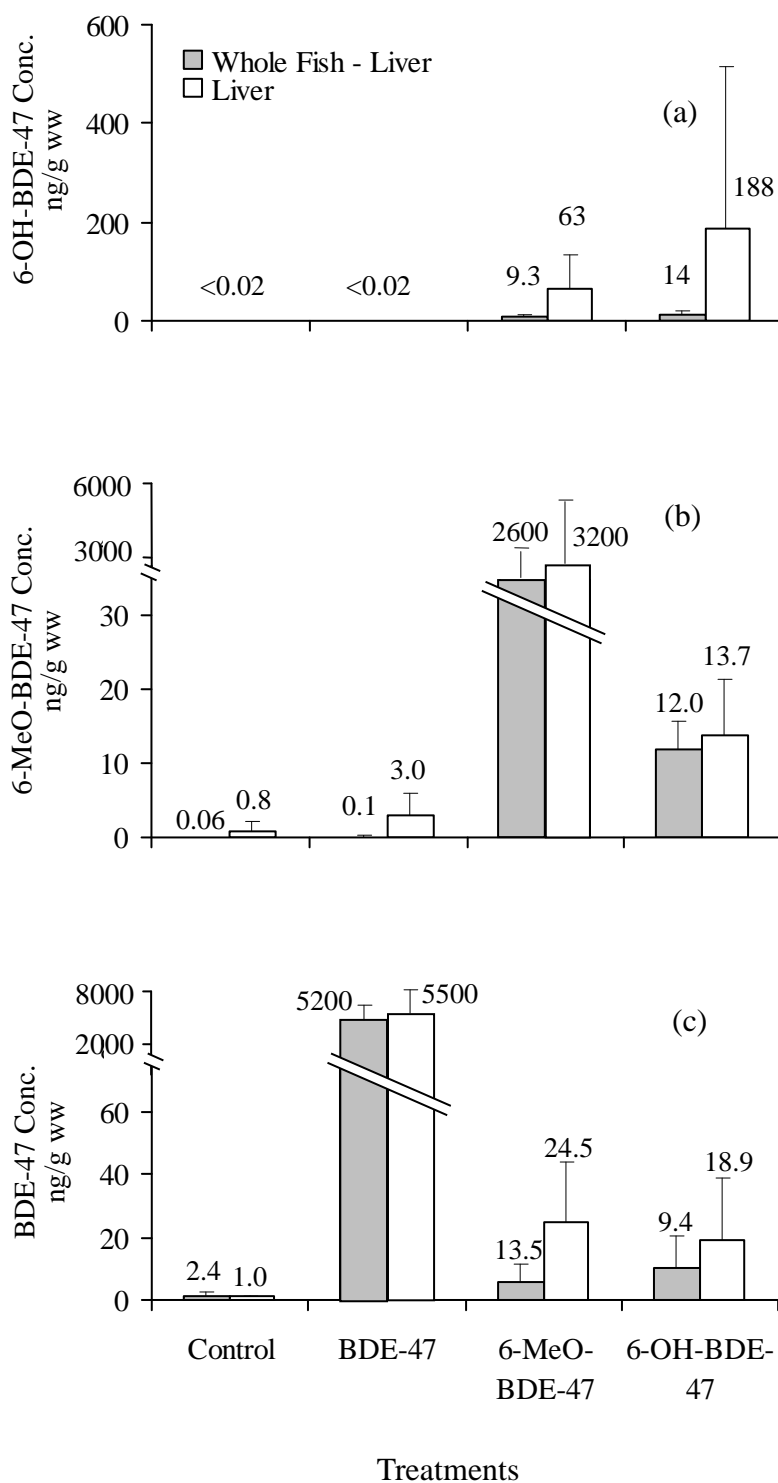 600
400
200
0
6-OH-BDE-47 Conc.
ng/g ww
Whole Fish - Liver
Liver
(a)
<0.02
<0.02
9.3
63
14
188
6000
3000
30
20
10
0
6-MeO-BDE-47 Conc.
ng/g ww
(b)
0.06
0.8
0.1
3.0
2600
3200
12.0
13.7
8000
2000
60
40
20
0
BDE-47 Conc.
ng/g ww
(c)
2.4
1.0
5200
5500
13.5
24.5
9.4
18.9
Control
BDE-47
6-MeO-
BDE-47
6-OH-BDE-
47
Treatments